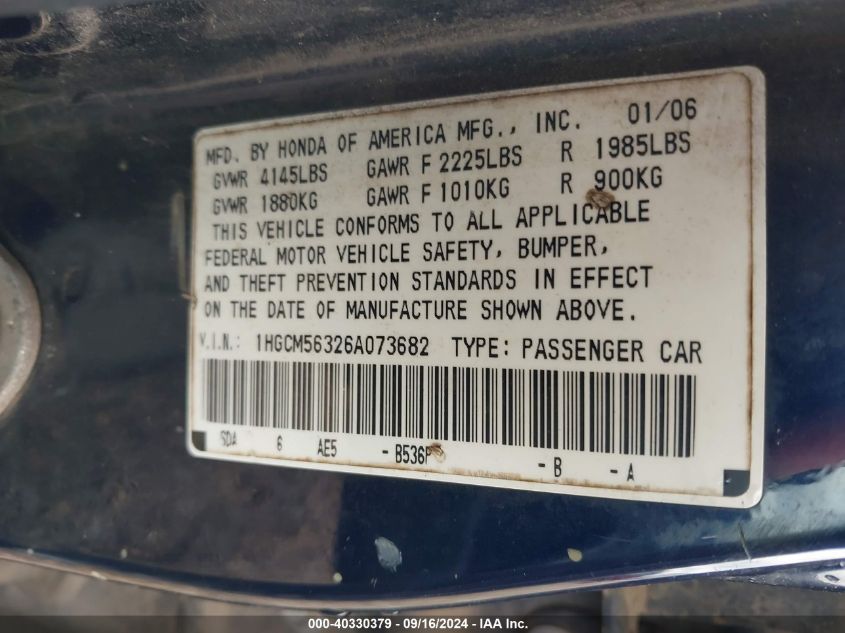 01/06
MFD. BY HONDA OF AMERICA MFG., INC.
GVWR 4145LBS GAWR F 2225LBS R 1985LBS
GVWR 1880KG GAWR F 1010KG R 900KG
THIS VEHICLE CONFORMS TO ALL APPLICABLE
FEDERAL MOTOR VEHICLE SAFETY, BUMPER,
AND THEFT PREVENTION STANDARDS IN EFFECT
ON THE DATE OF MANUFACTURE SHOWN ABOVE.
V.I.N.: 1HGCM56326A073682 TYPE: PASSENGER CAR
SDA 6 AE5 -B536P -B -A
000-40330379 - 09/16/2024 - IAA Inc.